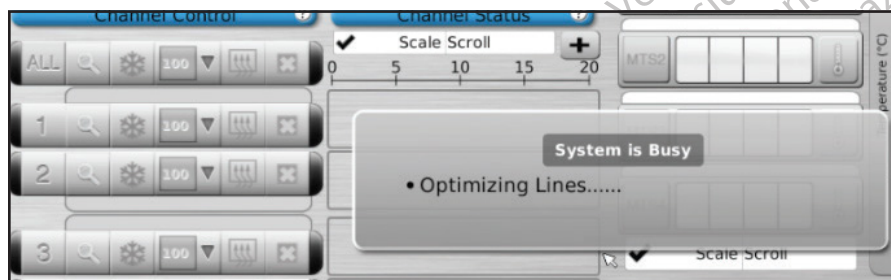 Channel Control ?
Channel Status ?
ALL 100
Scale Scroll +
0 5 10 15 20
MTS2
perature (°C)
1 100
2 100
3 100
System is Busy
• Optimizing Lines......
Scale Scroll